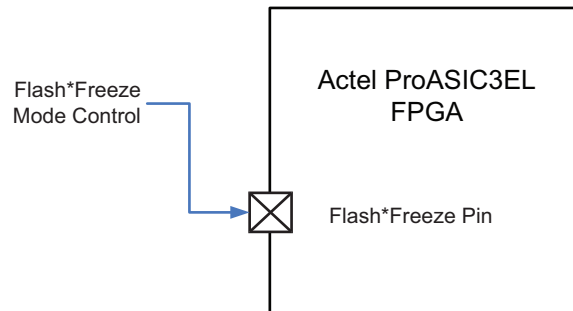 Actel ProASIC3EL
FPGA
Flash*Freeze
Mode Control
Flash*Freeze Pin